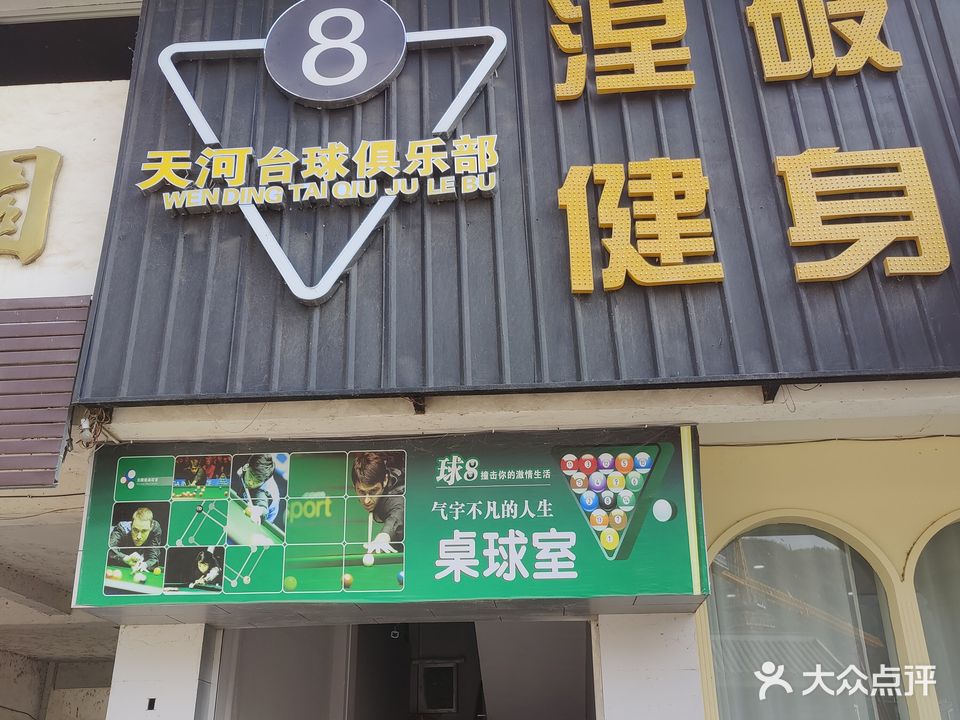 8
天河台球俱乐部
WEN DING TAI QIU JU LE BU
健身
球8 撞击你的激情生活
气宇不凡的人生
桌球室
sport
大众点评